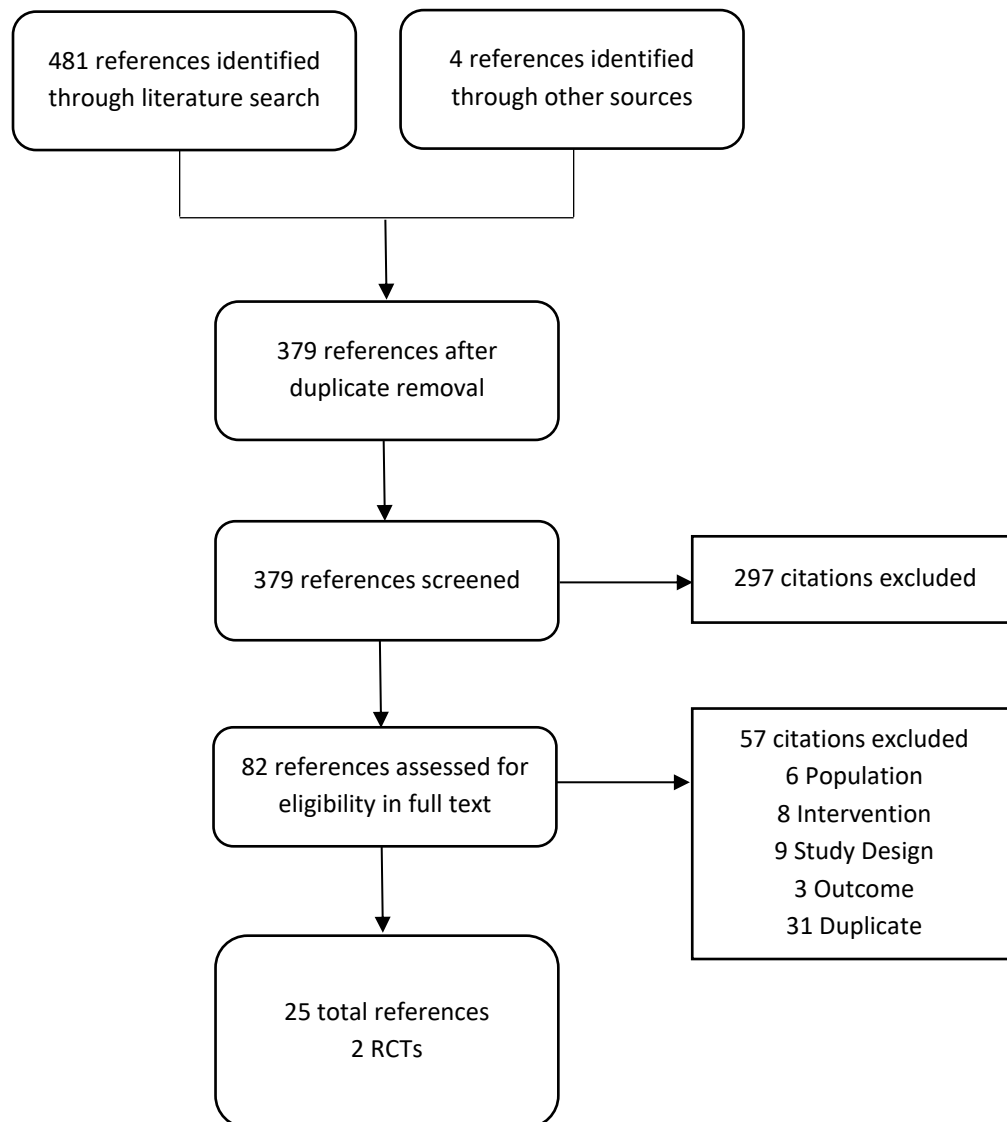 481 references identified
through literature search
4 references identified
through other sources
379 references after
duplicate removal
379 references screened
297 citations excluded
82 references assessed for
eligibility in full text
57 citations excluded
6 Population
8 Intervention
9 Study Design
3 Outcome
31 Duplicate
25 total references
2 RCTs